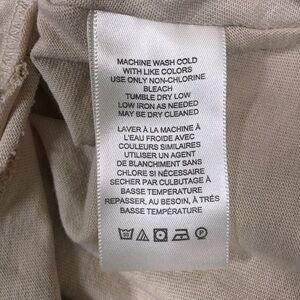 MACHINE WASH COLD
WITH LIKE COLORS
USE ONLY NON-CHLORINE
BLEACH
TUMBLE DRY LOW
LOW IRON AS NEEDED
MAY BE DRY CLEANED
LAVER À LA MACHINE À
L'EAU FROIDE AVEC
COULEURS SIMILAIRES
UTILISER UN AGENT
DE BLANCHIMENT SANS
CHLORE SI NÉCESSAIRE
SECHER PAR CULBUTAGE À
BASSE TEMPÉRATURE
REPASSER, AU BESOIN, À TRÈS
BASSE TEMPÉRATURE